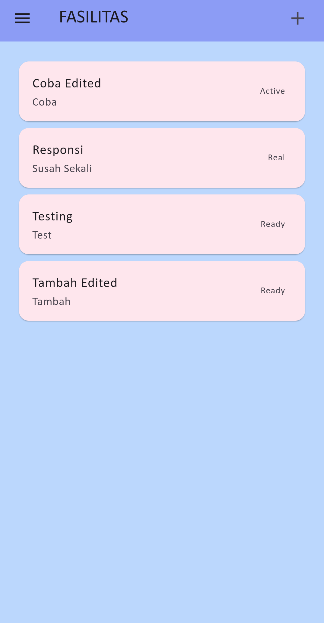 FASILITAS
Coba Edited
Active
Coba
Responsi
Real
Susah Sekali
Testing
Ready
Test
Tambah Edited
Ready
Tambah